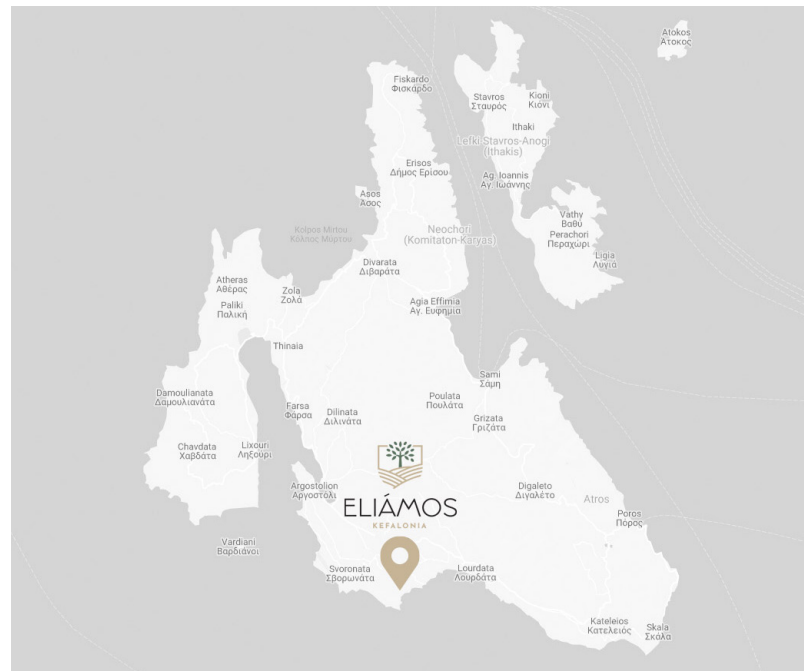 Atokos
Ατοκος
Fiskardo
Φισκάρδο
Stavros
Σταυρός
Kioni
Κιόνι
Ithaki
Lefki Stavros-Anogi
(Ithakis)
Erisos
Δήμος Ερίσου
Ag. Ioannis
Αγ. Ιωάννης
Asos
Άσος
Vathy
Βαθύ
Perachori
Περαχώρι
Kolpos Mirtou
Κόλπος Μύρτου
Neochori
(Komitaton-Karyas)
Ligia
Λυγιά
Divarata
Διβαράτα
Atheras
Αθέρας
Zola
Ζολά
Paliki
Παλική
Agia Effimia
Αγ. Ευφημία
Thinaia
Sami
Σάμη
Damoulianata
Δαμουλιανάτα
Poulata
Πουλάτα
Farsa
Φάρσα
Dilinata
Διλινάτα
Grizata
Γριζάτα
Chavdata
Χαβδάτα
Lixouri
Ληξούρι
Argostolion
Αργοστόλι
Digaleto
Διγαλέτο
Atros
ELIÁMOS
KEFALONIA
Poros
Πόρος
Vardiani
Βαρδιάνοι
Svoronata
Σβορωνάτα
Lourdata
Λουρδάτα
Kateleios
Κατελειός
Skala
Σκάλα